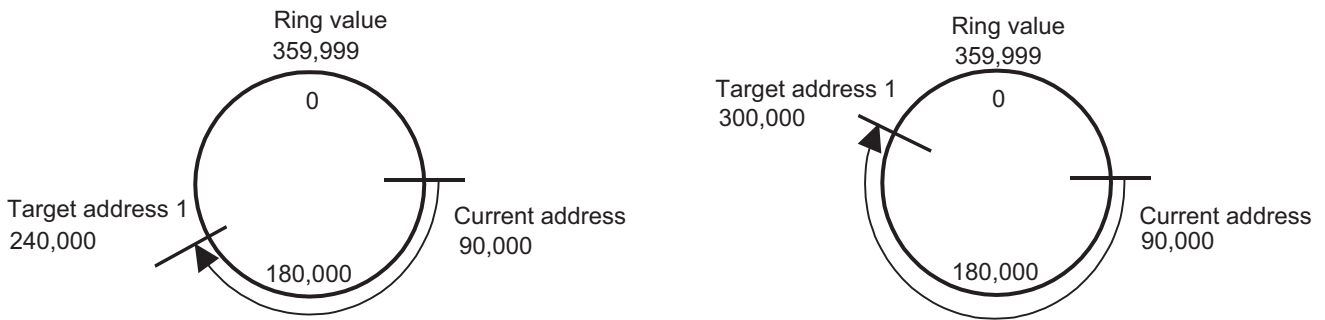 Ring value
359,999
0
Target address 1
240,000
Current address
90,000
180,000
Ring value
359,999
Target address 1
300,000
0
Current address
90,000
180,000